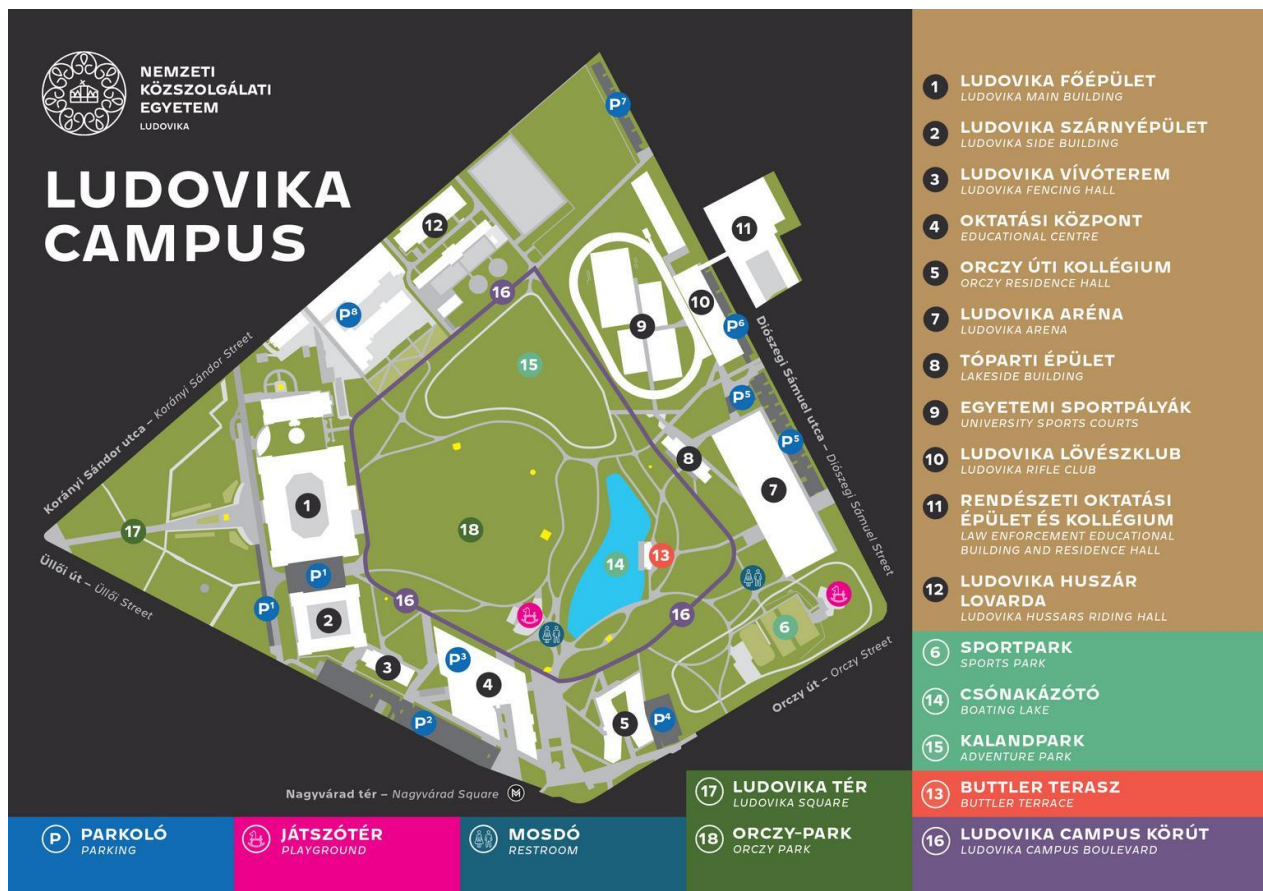 NEMZETI
KÖZSZOLGÁLATI
EGYETEM
LUDOVIKA
LUDOVIKA
CAMPUS
P7
12
11
16
P8
10
9
P6
15
P5
P5
8
7
1
18
17
14
13
P1
P1
16
16
2
6
3
P3
4
P2
5
P4
Korányi Sándor utca – Korányi Sándor Street
Üllői út – Üllői Street
Diószegi Sámuel utca – Diószegi Sámuel Street
Orczy út – Orczy Street
Nagyvárad tér – Nagyvárad Square M
1 LUDOVIKA FŐÉPÜLET
LUDOVIKA MAIN BUILDING
2 LUDOVIKA SZÁRNYÉPÜLET
LUDOVIKA SIDE BUILDING
3 LUDOVIKA VÍVÓTEREM
LUDOVIKA FENCING HALL
4 OKTATÁSI KÖZPONT
EDUCATIONAL CENTRE
5 ORCZY ÚTI KOLLÉGIUM
ORCZY RESIDENCE HALL
7 LUDOVIKA ARÉNA
LUDOVIKA ARENA
8 TÓPARTI ÉPÜLET
LAKESIDE BUILDING
9 EGYETEMI SPORTPÁLYÁK
UNIVERSITY SPORTS COURTS
10 LUDOVIKA LÖVÉSZKLUB
LUDOVIKA RIFLE CLUB
11 RENDÉSZETI OKTATÁSI
ÉPÜLET ÉS KOLLÉGIUM
LAW ENFORCEMENT EDUCATIONAL
BUILDING AND RESIDENCE HALL
12 LUDOVIKA HUSZÁR
LOVARDA
LUDOVIKA HUSSARS RIDING HALL
6 SPORTPARK
SPORTS PARK
14 CSÓNAKÁZÓTÓ
BOATING LAKE
15 KALANDPARK
ADVENTURE PARK
13 BUTTLER TERASZ
BUTTLER TERRACE
16 LUDOVIKA CAMPUS KÖRÚT
LUDOVIKA CAMPUS BOULEVARD
17 LUDOVIKA TÉR
LUDOVIKA SQUARE
18 ORCZY-PARK
ORCZY PARK
P PARKOLÓ
PARKING
JÁTSZÓTÉR
PLAYGROUND
MOSDÓ
RESTROOM